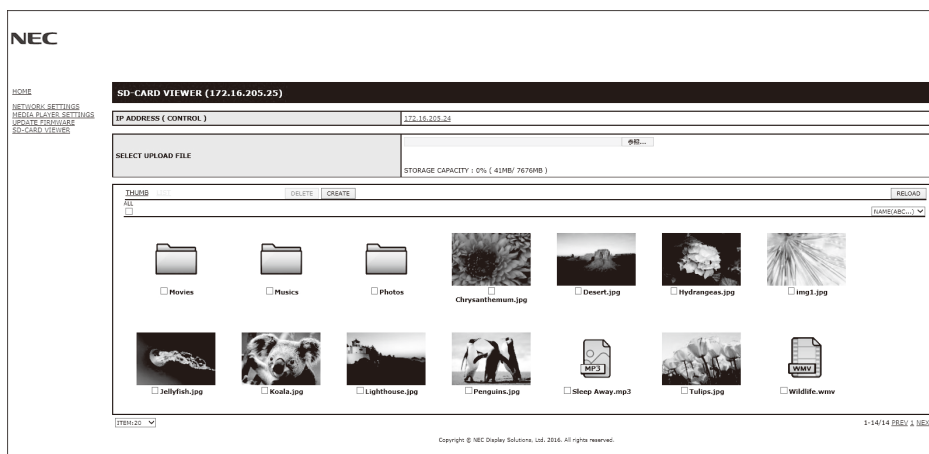 NEC
HOME
NETWORK SETTINGS
MEDIA PLAYER SETTINGS
UPDATE FIRMWARE
SD-CARD VIEWER
SD-CARD VIEWER (172.16.205.25)
IP ADDRESS ( CONTROL ) 172.16.205.24
SELECT UPLOAD FILE 参照...
STORAGE CAPACITY : 0% ( 41MB/ 7676MB )
THUMB LIST DELETE CREATE RELOAD
ALL
NAME(ABC...)
Movies Musics Photos Chrysanthemum.jpg Desert.jpg Hydrangeas.jpg img1.jpg
MP3 WMV
Jellyfish.jpg Koala.jpg Lighthouse.jpg Penguins.jpg Sleep Away.mp3 Tulips.jpg Wildlife.wmv
ITEM:20 1-14/14 PREV 1 NEX
Copyright © NEC Display Solutions, Ltd. 2016. All rights reserved.